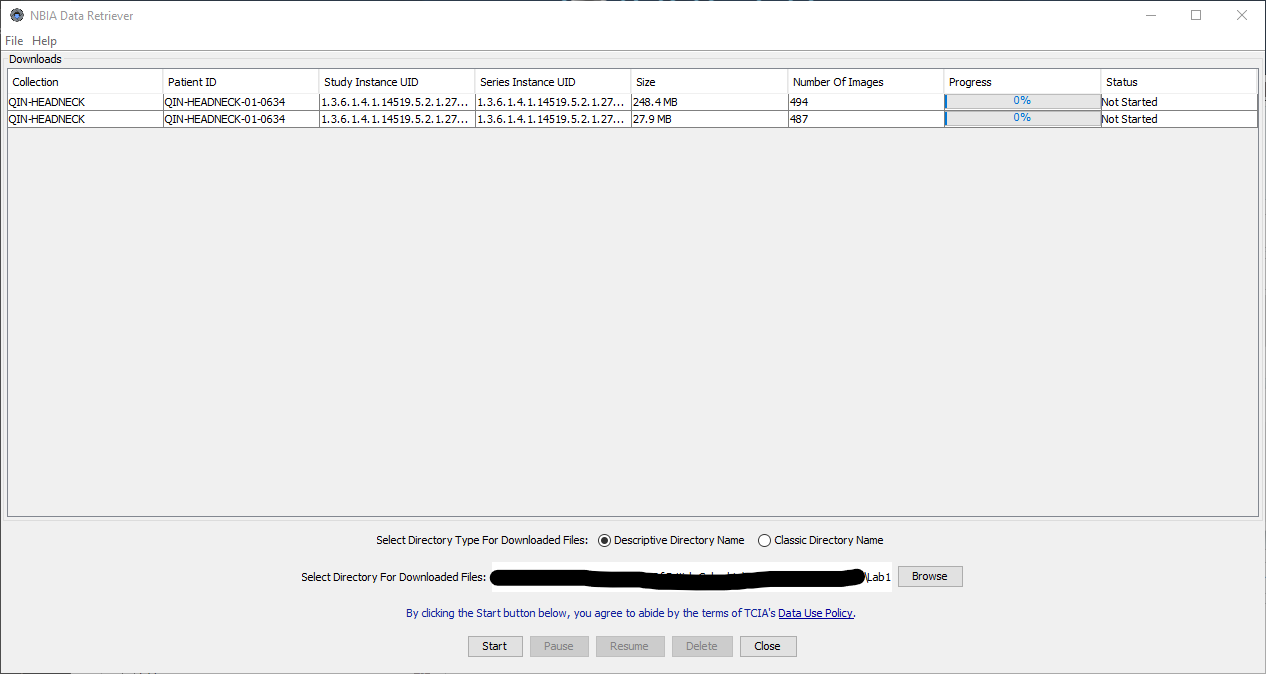 NBIA Data Retriever
File Help
Downloads
Collection Patient ID Study Instance UID Series Instance UID Size Number Of Images Progress Status
QIN-HEADNECK QIN-HEADNECK-01-0634 1.3.6.1.4.1.14519.5.2.1.27... 1.3.6.1.4.1.14519.5.2.1.27... 248.4 MB 494 0% Not Started
QIN-HEADNECK QIN-HEADNECK-01-0634 1.3.6.1.4.1.14519.5.2.1.27... 1.3.6.1.4.1.14519.5.2.1.27... 27.9 MB 487 0% Not Started
Select Directory Type For Downloaded Files: Descriptive Directory Name Classic Directory Name
Select Directory For Downloaded Files: \Lab1 Browse
By clicking the Start button below, you agree to abide by the terms of TCIA's Data Use Policy.
Start Pause Resume Delete Close